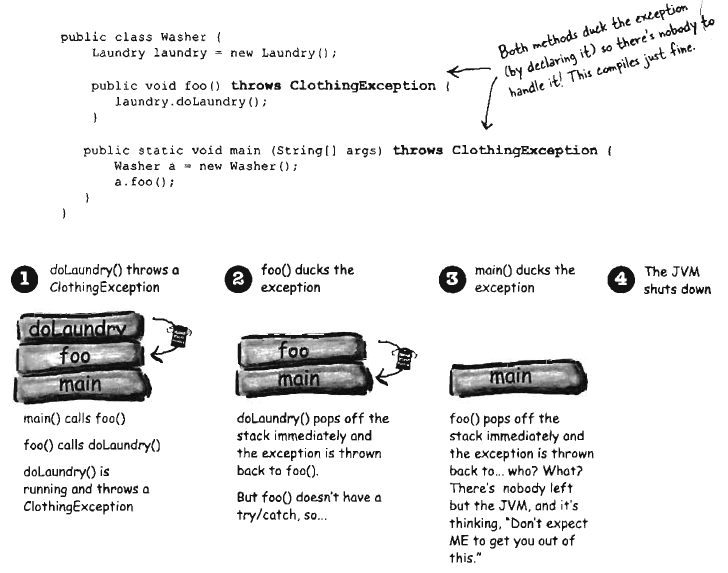 public class Washer {
Laundry laundry = new Laundry();
public void foo() throws ClothingException {
laundry.doLaundry();
}
public static void main (String[] args) throws ClothingException {
Washer a = new Washer();
a.foo();
}
}
Both methods duck the exception
(by declaring it) so there's nobody to
handle it! This compiles just fine.
1 doLaundry() throws a
ClothingException
doLaundry
foo
main
main() calls foo()
foo() calls doLaundry()
doLaundry() is
running and throws a
ClothingException
2 foo() ducks the
exception
foo
main
doLaundry() pops off the
stack immediately and
the exception is thrown
back to foo().
But foo() doesn't have a
try/catch, so...
3 main() ducks the
exception
main
foo() pops off the
stack immediately and
the exception is thrown
back to... who? What?
There's nobody left
but the JVM, and it's
thinking, "Don't expect
ME to get you out of
this."
4 The JVM
shuts down